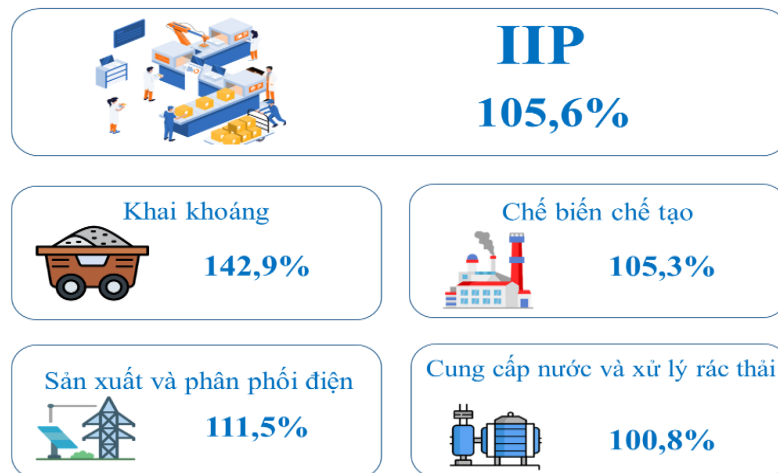 IIP
105,6%
Khai khoáng
142,9%
Chế biến chế tạo
105,3%
Sản xuất và phân phối điện
111,5%
Cung cấp nước và xử lý rác thải
100,8%